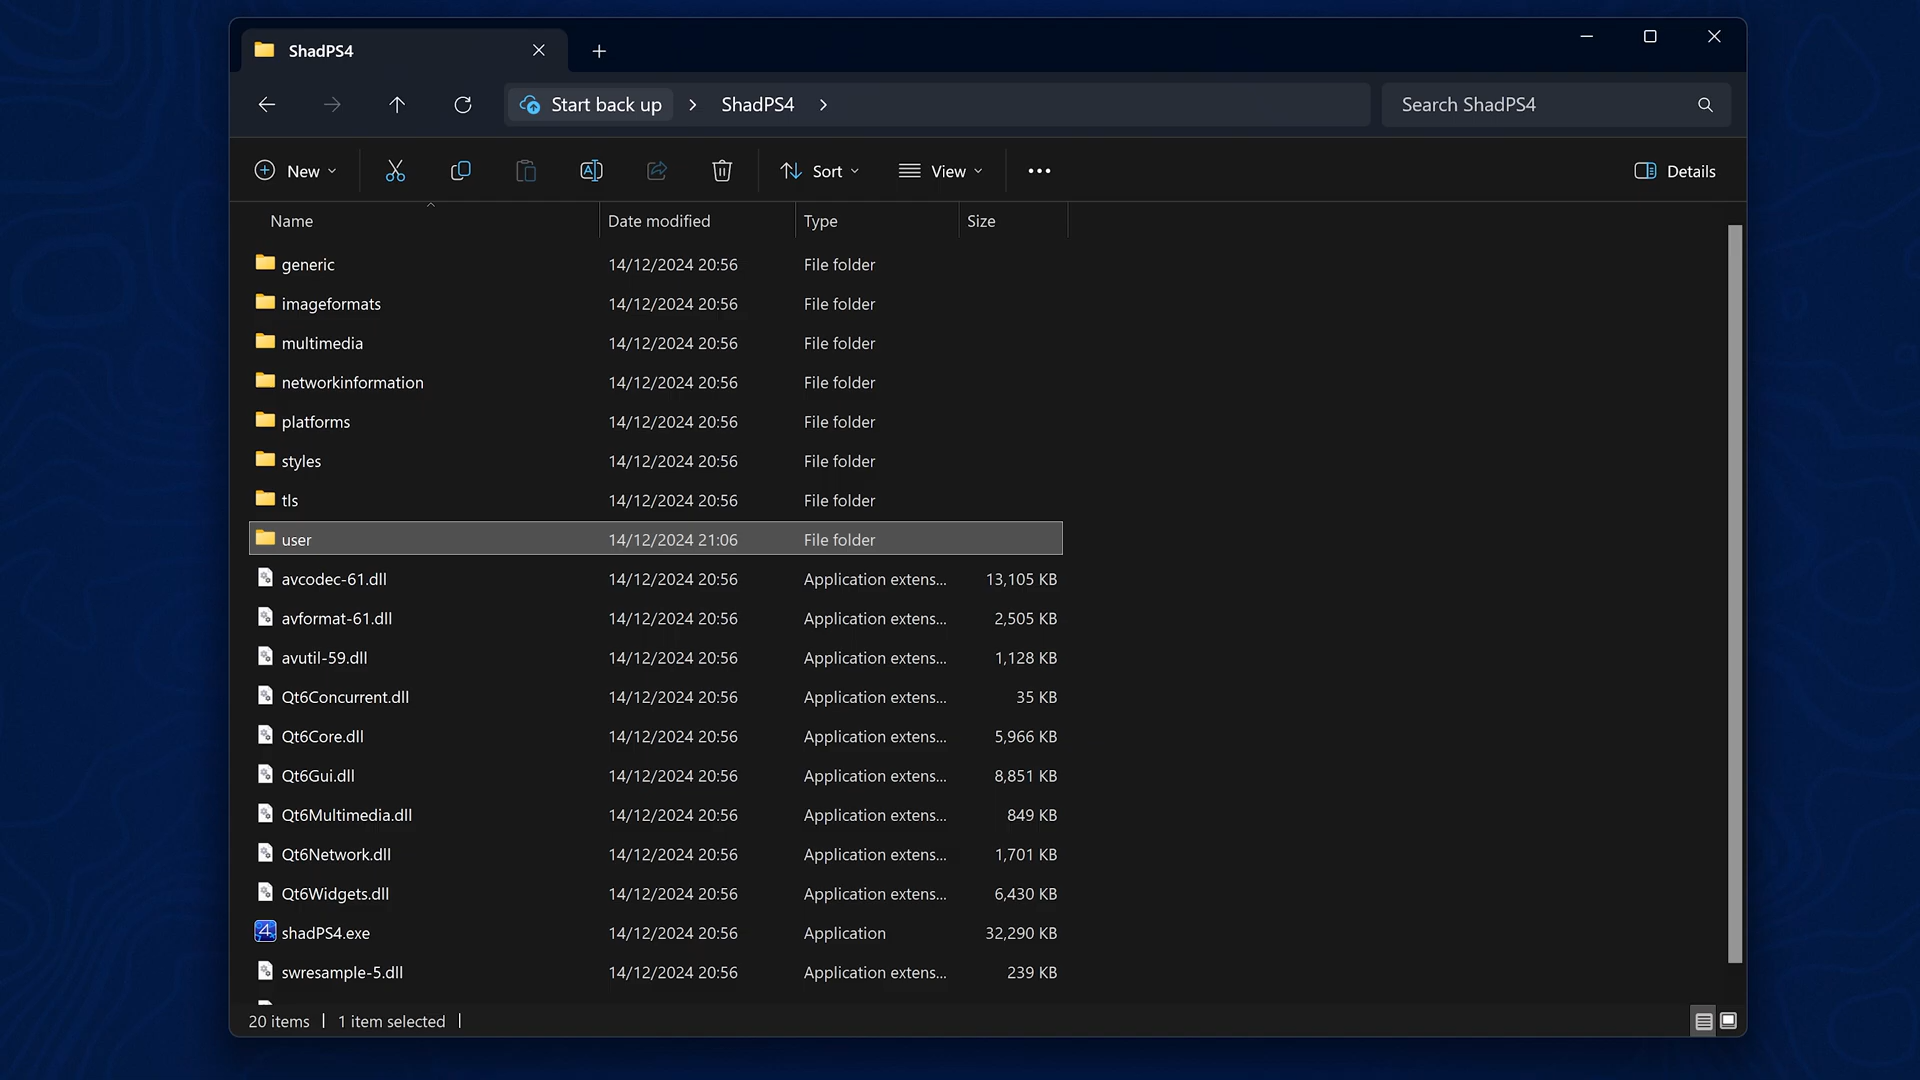 ShadPS4
Start back up > ShadPS4 >
Search ShadPS4
New
Sort
View
Details
Name Date modified Type Size
generic 14/12/2024 20:56 File folder
imageformats 14/12/2024 20:56 File folder
multimedia 14/12/2024 20:56 File folder
networkinformation 14/12/2024 20:56 File folder
platforms 14/12/2024 20:56 File folder
styles 14/12/2024 20:56 File folder
tls 14/12/2024 20:56 File folder
user 14/12/2024 21:06 File folder
avcodec-61.dll 14/12/2024 20:56 Application extens... 13,105 KB
avformat-61.dll 14/12/2024 20:56 Application extens... 2,505 KB
avutil-59.dll 14/12/2024 20:56 Application extens... 1,128 KB
Qt6Concurrent.dll 14/12/2024 20:56 Application extens... 35 KB
Qt6Core.dll 14/12/2024 20:56 Application extens... 5,966 KB
Qt6Gui.dll 14/12/2024 20:56 Application extens... 8,851 KB
Qt6Multimedia.dll 14/12/2024 20:56 Application extens... 849 KB
Qt6Network.dll 14/12/2024 20:56 Application extens... 1,701 KB
Qt6Widgets.dll 14/12/2024 20:56 Application extens... 6,430 KB
shadPS4.exe 14/12/2024 20:56 Application 32,290 KB
swresample-5.dll 14/12/2024 20:56 Application extens... 239 KB
20 items | 1 item selected |